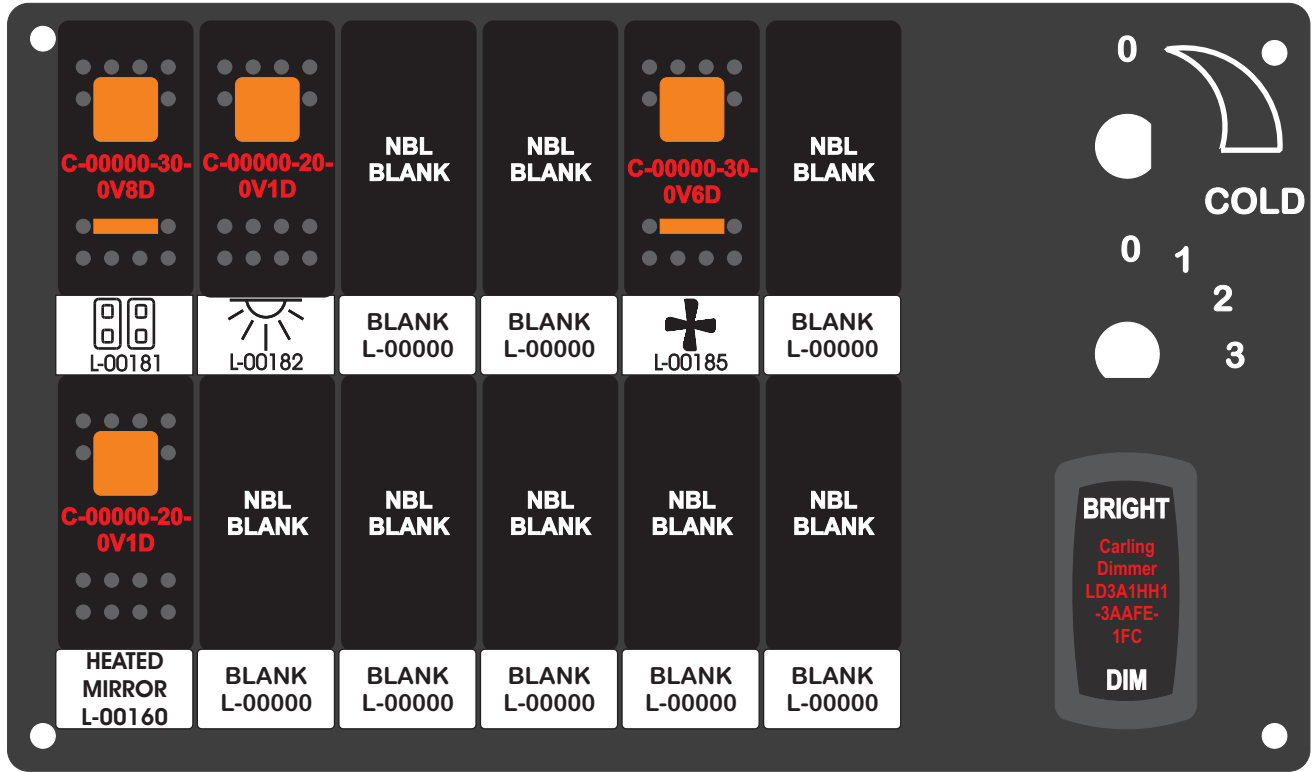 C-00000-30-
0V8D
C-00000-20-
0V1D
NBL
BLANK
NBL
BLANK
C-00000-30-
0V6D
NBL
BLANK
L-00181
L-00182
BLANK
L-00000
BLANK
L-00000
L-00185
BLANK
L-00000
C-00000-20-
0V1D
NBL
BLANK
NBL
BLANK
NBL
BLANK
NBL
BLANK
NBL
BLANK
HEATED
MIRROR
L-00160
BLANK
L-00000
BLANK
L-00000
BLANK
L-00000
BLANK
L-00000
BLANK
L-00000
0
COLD
0
1
2
3
BRIGHT
Carling
Dimmer
LD3A1HH1
-3AAFE-
1FC
DIM